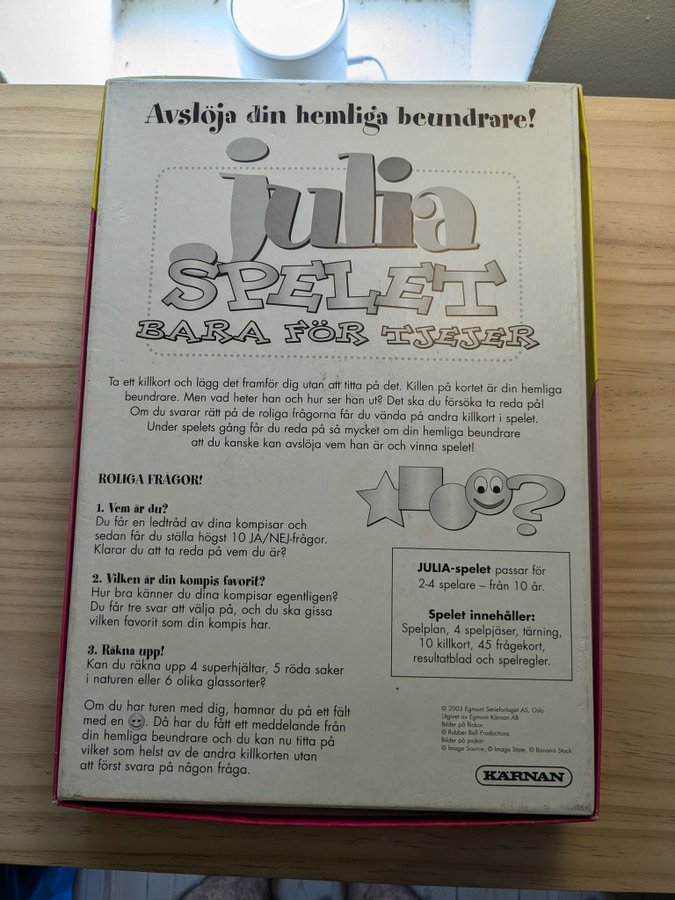 Avslöja din hemliga beundrare!
julia
SPELET
BARA FÖR TJEJER
Ta ett killkort och lägg det framför dig utan att titta på det. Killen på kortet är din hemliga
beundrare. Men vad heter han och hur ser han ut? Det ska du försöka ta reda på!
Om du svarar rätt på de roliga frågorna får du vända på andra killkort i spelet.
Under spelets gång får du reda på så mycket om din hemliga beundrare
att du kanske kan avslöja vem han är och vinna spelet!
ROLIGA FRÅGOR!
1. Vem är du?
Du får en ledtråd av dina kompisar och
sedan får du ställa högst 10 JA/NEJ-frågor.
Klarar du att ta reda på vem du är?
2. Vilken är din kompis favorit?
Hur bra känner du dina kompisar egentligen?
Du får tre svar att välja på, och du ska gissa
vilken favorit som din kompis har.
3. Räkna upp!
Kan du räkna upp 4 superhjältar, 5 röda saker
i naturen eller 6 olika glassorter?
Om du har turen med dig, hamnar du på ett fält
med en 😊. Då har du fått ett meddelande från
din hemliga beundrare och du kan nu titta på
vilket som helst av de andra killkorten utan
att först svara på någon fråga.
?
JULIA-spelet passar för
2-4 spelare – från 10 år.
Spelet innehåller:
Spelplan, 4 spelpjäser, tärning,
10 killkort, 45 frågekort,
resultatblad och spelregler.
© 2003 Egmont Serieforlaget AS, Oslo
Utgivet av Egmont Kärnan AB
Bilder på flickor:
© Rubber Ball Productions
Bilder på pojkar:
© Image Source, © Image State, © Banana Stock
KÄRNAN